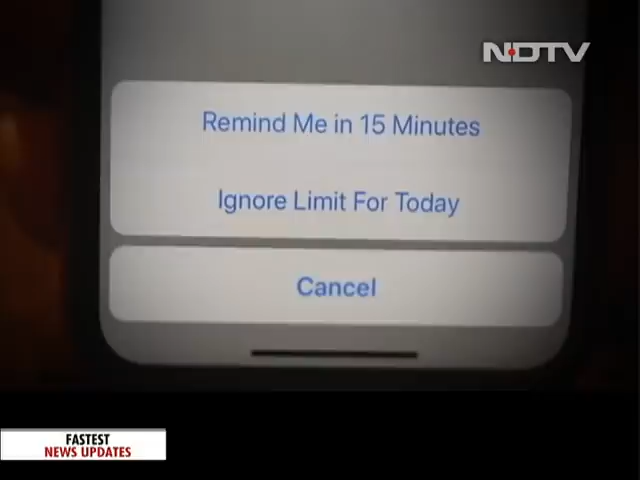 NDTV
Remind Me in 15 Minutes
Ignore Limit For Today
Cancel
FASTEST
NEWS UPDATES